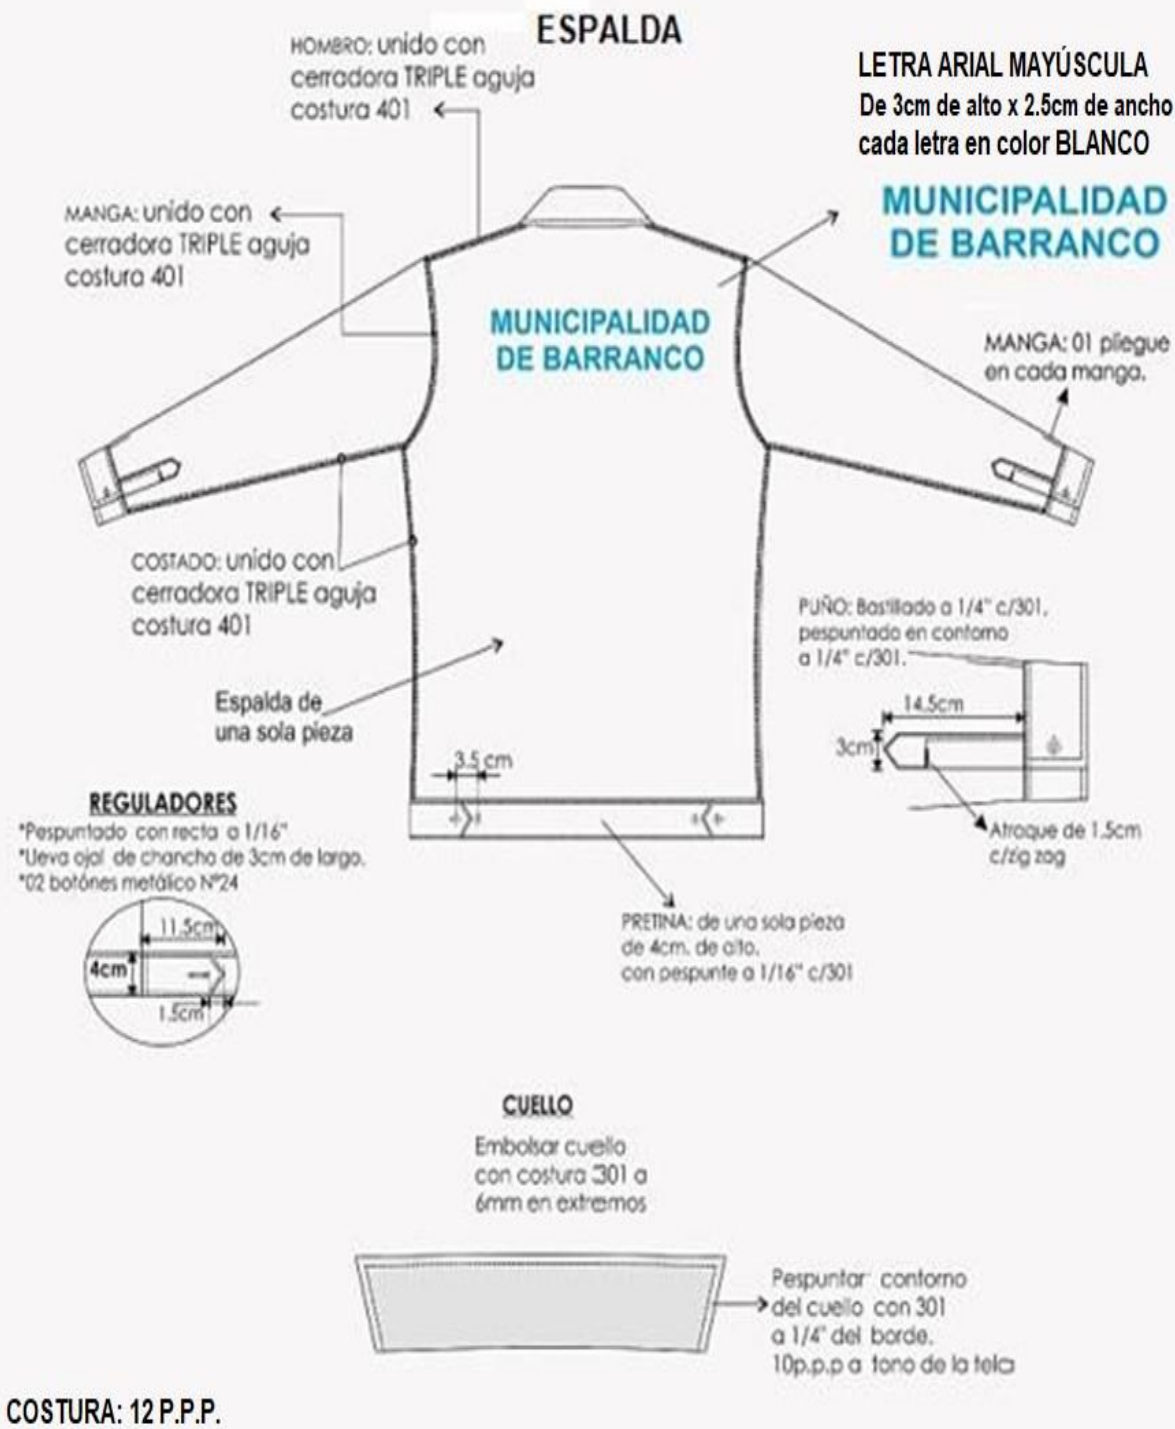 ESPALDA
HOMBRO: unido con
cerradora TRIPLE aguja
costura 401
LETRA ARIAL MAYÚSCULA
De 3cm de alto x 2.5cm de ancho
cada letra en color BLANCO
MUNICIPALIDAD
DE BARRANCO
MANGA: unido con
cerradora TRIPLE aguja
costura 401
MUNICIPALIDAD
DE BARRANCO
MANGA: 01 pliegue
en cada manga.
COSTADO: unido con
cerradora TRIPLE aguja
costura 401
PUÑO: Bastillado a 1/4" c/301,
pespuntado en contorno
a 1/4" c/301.
14.5cm
3cm
Atraque de 1.5cm
c/zig zag
Espalda de
una sola pieza
3.5 cm
REGULADORES
*Pespuntado con recta a 1/16"
*Lleva ojal de chancho de 3cm de largo.
*02 botónes metálico Nº24
11.5cm
4cm
1.5cm
PRETINA: de una sola pieza
de 4cm. de alto.
con pespunte a 1/16" c/301
CUELLO
Embolsar cuello
con costura 301 a
6mm en extremos
Pespuntar contorno
del cuello con 301
a 1/4" del borde.
10p.p.p a tono de la tela
COSTURA: 12 P.P.P.